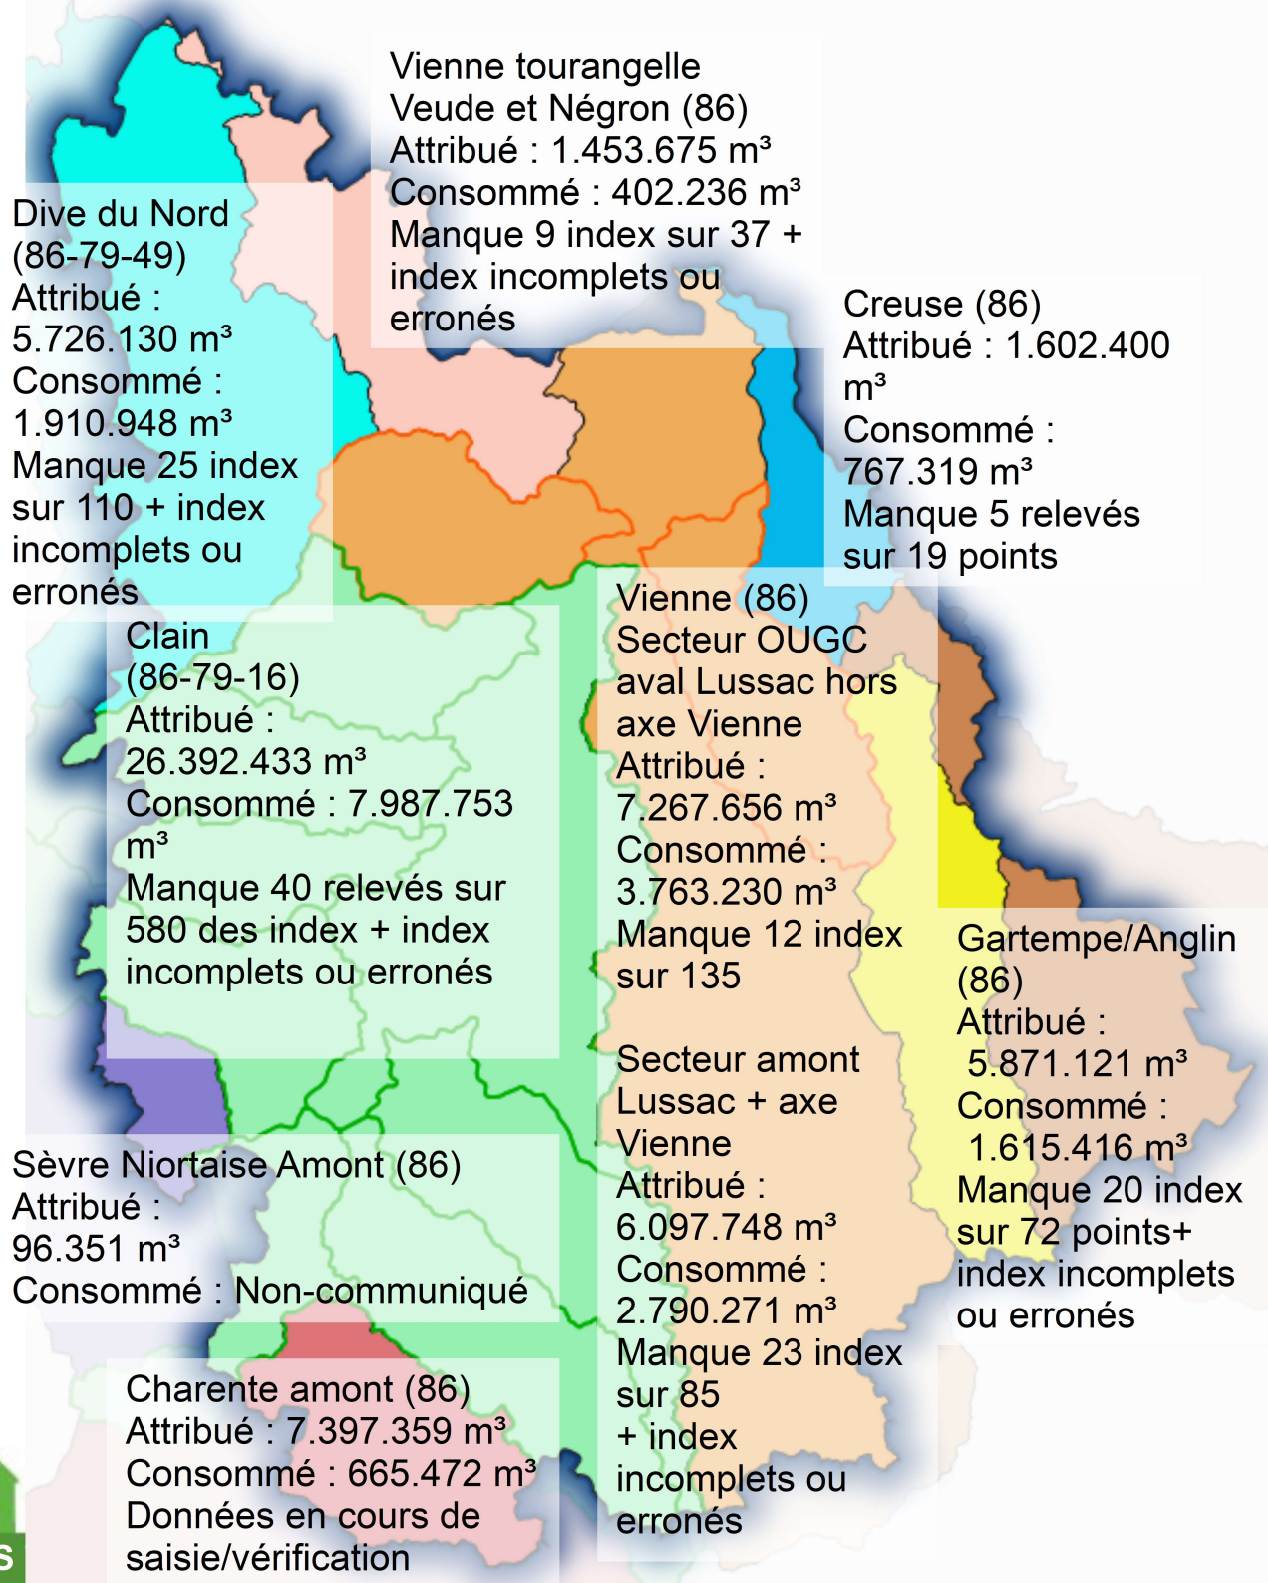 Vienne tourangelle
Veude et Négron (86)
Attribué : 1.453.675 m³
Consommé : 402.236 m³
Manque 9 index sur 37 +
index incomplets ou
erronés
Dive du Nord
(86-79-49)
Attribué :
5.726.130 m³
Consommé :
1.910.948 m³
Manque 25 index
sur 110 + index
incomplets ou
erronés
Creuse (86)
Attribué : 1.602.400
m³
Consommé :
767.319 m³
Manque 5 relevés
sur 19 points
Clain
(86-79-16)
Attribué :
26.392.433 m³
Consommé : 7.987.753
m³
Manque 40 relevés sur
580 des index + index
incomplets ou erronés
Vienne (86)
Secteur OUGC
aval Lussac hors
axe Vienne
Attribué :
7.267.656 m³
Consommé :
3.763.230 m³
Manque 12 index
sur 135
Secteur amont
Lussac + axe
Vienne
Attribué :
6.097.748 m³
Consommé :
2.790.271 m³
Manque 23 index
sur 85
+ index
incomplets ou
erronés
Gartempe/Anglin
(86)
Attribué :
5.871.121 m³
Consommé :
1.615.416 m³
Manque 20 index
sur 72 points+
index incomplets
ou erronés
Sèvre Niortaise Amont (86)
Attribué :
96.351 m³
Consommé : Non-communiqué
Charente amont (86)
Attribué : 7.397.359 m³
Consommé : 665.472 m³
Données en cours de
saisie/vérification
S